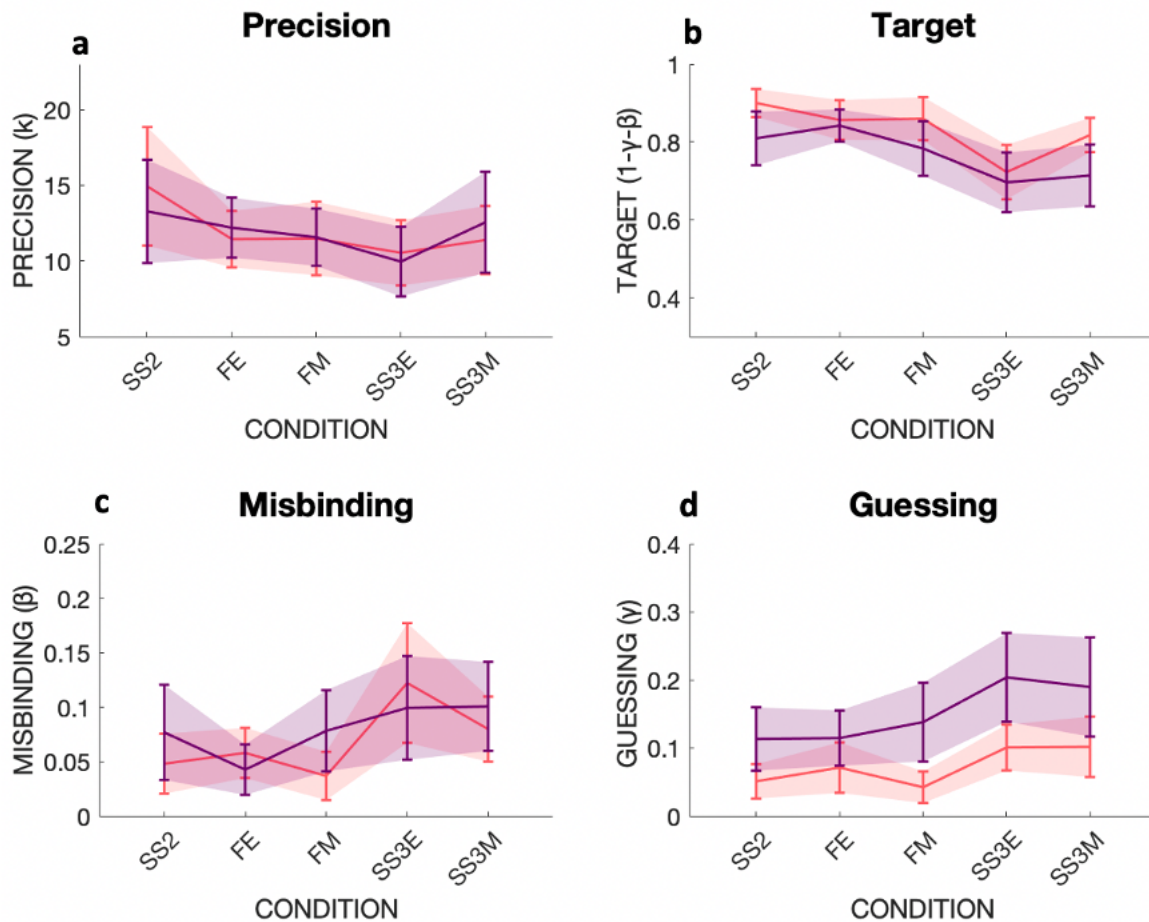 a
Precision
PRECISION (k)
20
15
10
5
SS2
FE
FM
SS3E
SS3M
CONDITION
b
Target
TARGET (1-γ-β)
1
0.8
0.6
0.4
SS2
FE
FM
SS3E
SS3M
CONDITION
c
Misbinding
MISBINDING (β)
0.25
0.2
0.15
0.1
0.05
0
SS2
FE
FM
SS3E
SS3M
CONDITION
d
Guessing
GUESSING (γ)
0.4
0.3
0.2
0.1
0
SS2
FE
FM
SS3E
SS3M
CONDITION